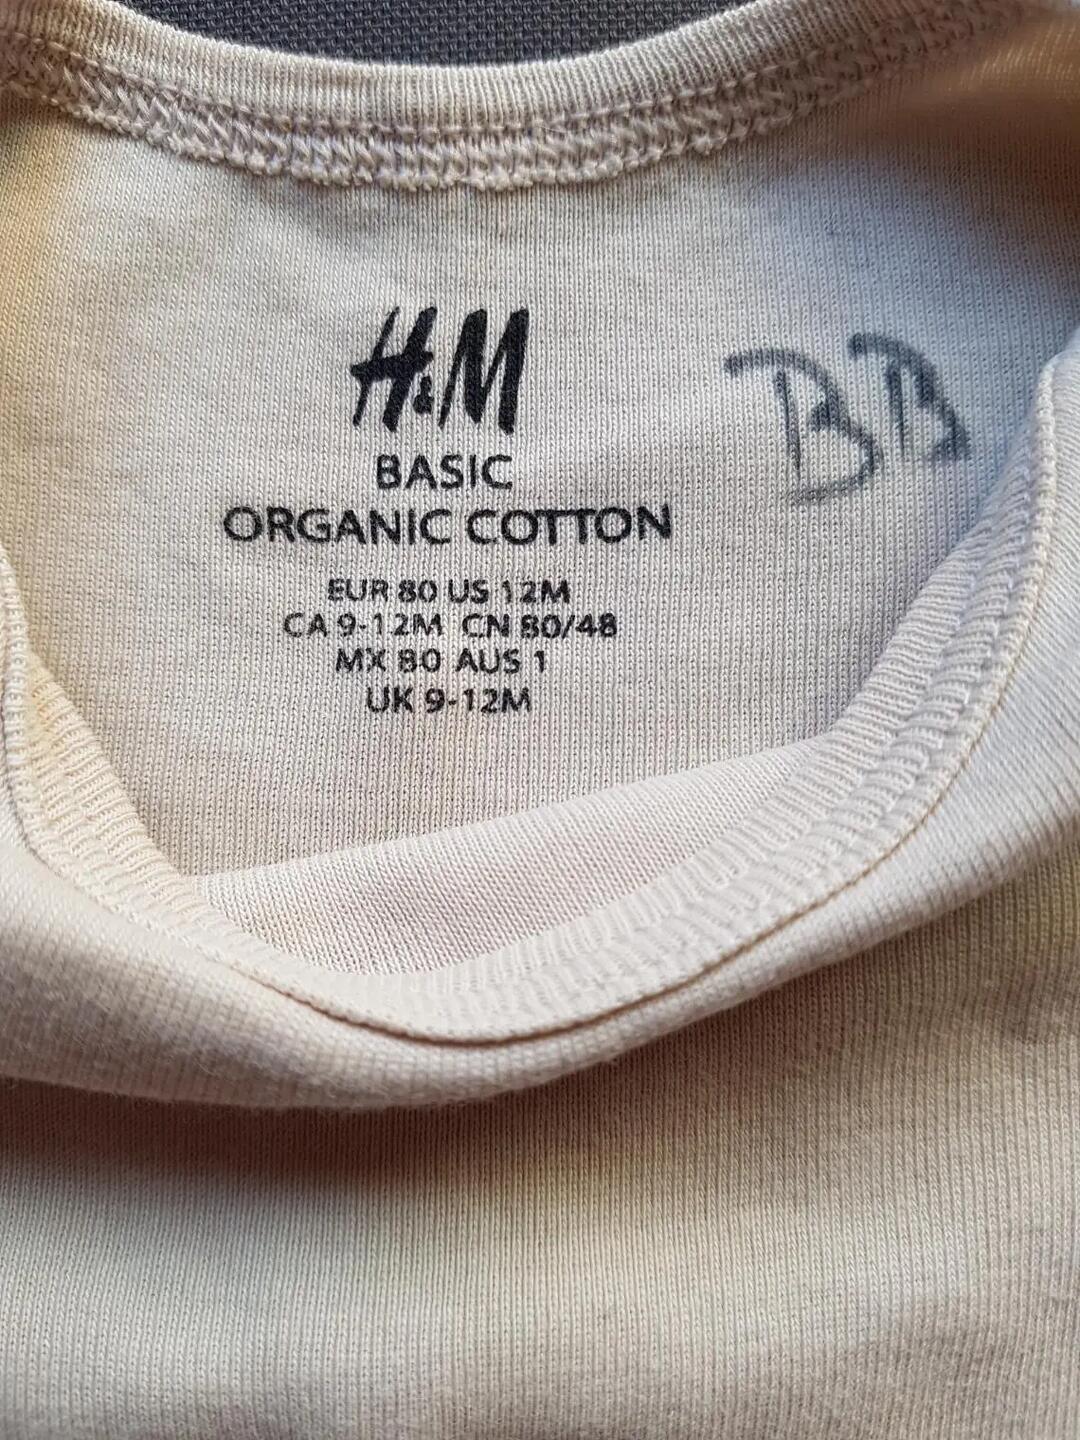 H&M
BB
BASIC
ORGANIC COTTON
EUR 80 US 12M
CA 9-12M CN 80/48
MX 80 AUS 1
UK 9-12M